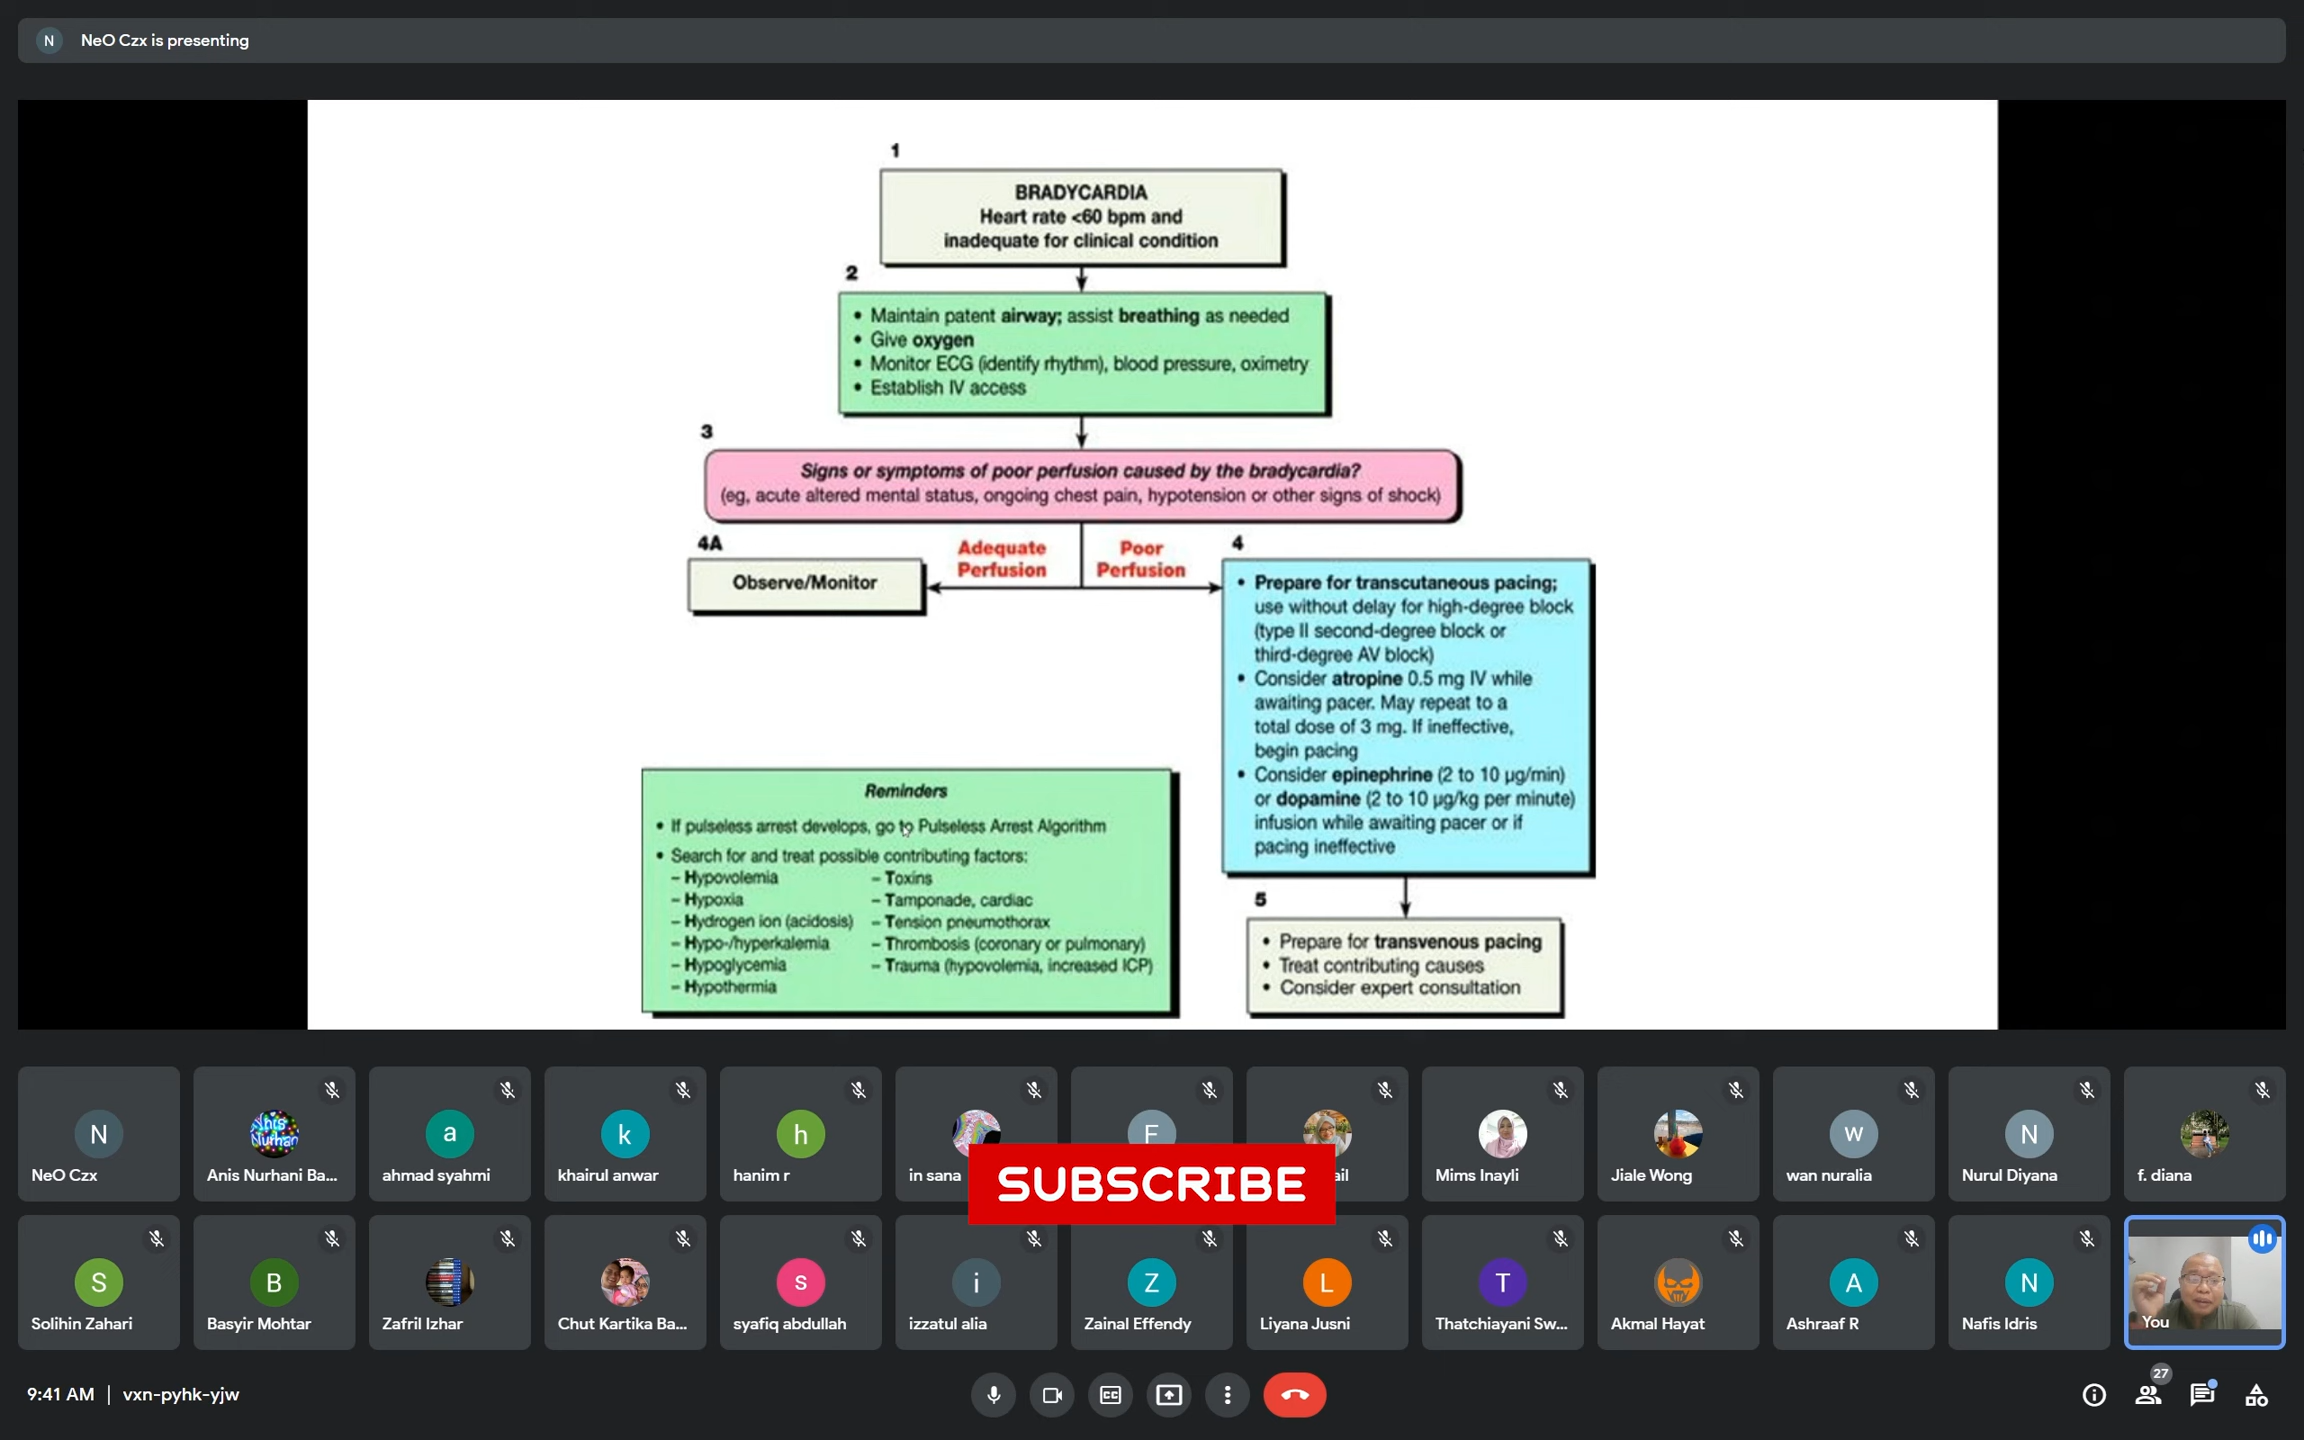 N NeO Czx is presenting
1
BRADYCARDIA
Heart rate <60 bpm and
inadequate for clinical condition
2
• Maintain patent airway; assist breathing as needed
• Give oxygen
• Monitor ECG (identify rhythm), blood pressure, oximetry
• Establish IV access
3
Signs or symptoms of poor perfusion caused by the bradycardia?
(eg, acute altered mental status, ongoing chest pain, hypotension or other signs of shock)
4A
Observe/Monitor
Adequate
Perfusion
Poor
Perfusion
4
• Prepare for transcutaneous pacing;
use without delay for high-degree block
(type II second-degree block or
third-degree AV block)
• Consider atropine 0.5 mg IV while
awaiting pacer. May repeat to a
total dose of 3 mg. If ineffective,
begin pacing
• Consider epinephrine (2 to 10 µg/min)
or dopamine (2 to 10 µg/kg per minute)
infusion while awaiting pacer or if
pacing ineffective
Reminders
• If pulseless arrest develops, go to Pulseless Arrest Algorithm
• Search for and treat possible contributing factors:
– Hypovolemia – Toxins
– Hypoxia – Tamponade, cardiac
– Hydrogen ion (acidosis) – Tension pneumothorax
– Hypo-/hyperkalemia – Thrombosis (coronary or pulmonary)
– Hypoglycemia – Trauma (hypovolemia, increased ICP)
– Hypothermia
5
• Prepare for transvenous pacing
• Treat contributing causes
• Consider expert consultation
N a k h F W N
NeO Czx Anis Nurhani Ba... ahmad syahmi khairul anwar hanim r in sana ail Mims Inayli Jiale Wong wan nuralia Nurul Diyana f. diana
SUBSCRIBE
S B s i Z L T A N
Solihin Zahari Basyir Mohtar Zafril Izhar Chut Kartika Ba... syafiq abdullah izzatul alia Zainal Effendy Liyana Jusni Thatchiayani Sw... Akmal Hayat Ashraaf R Nafis Idris You
9:41 AM | vxn-pyhk-yjw CC 27